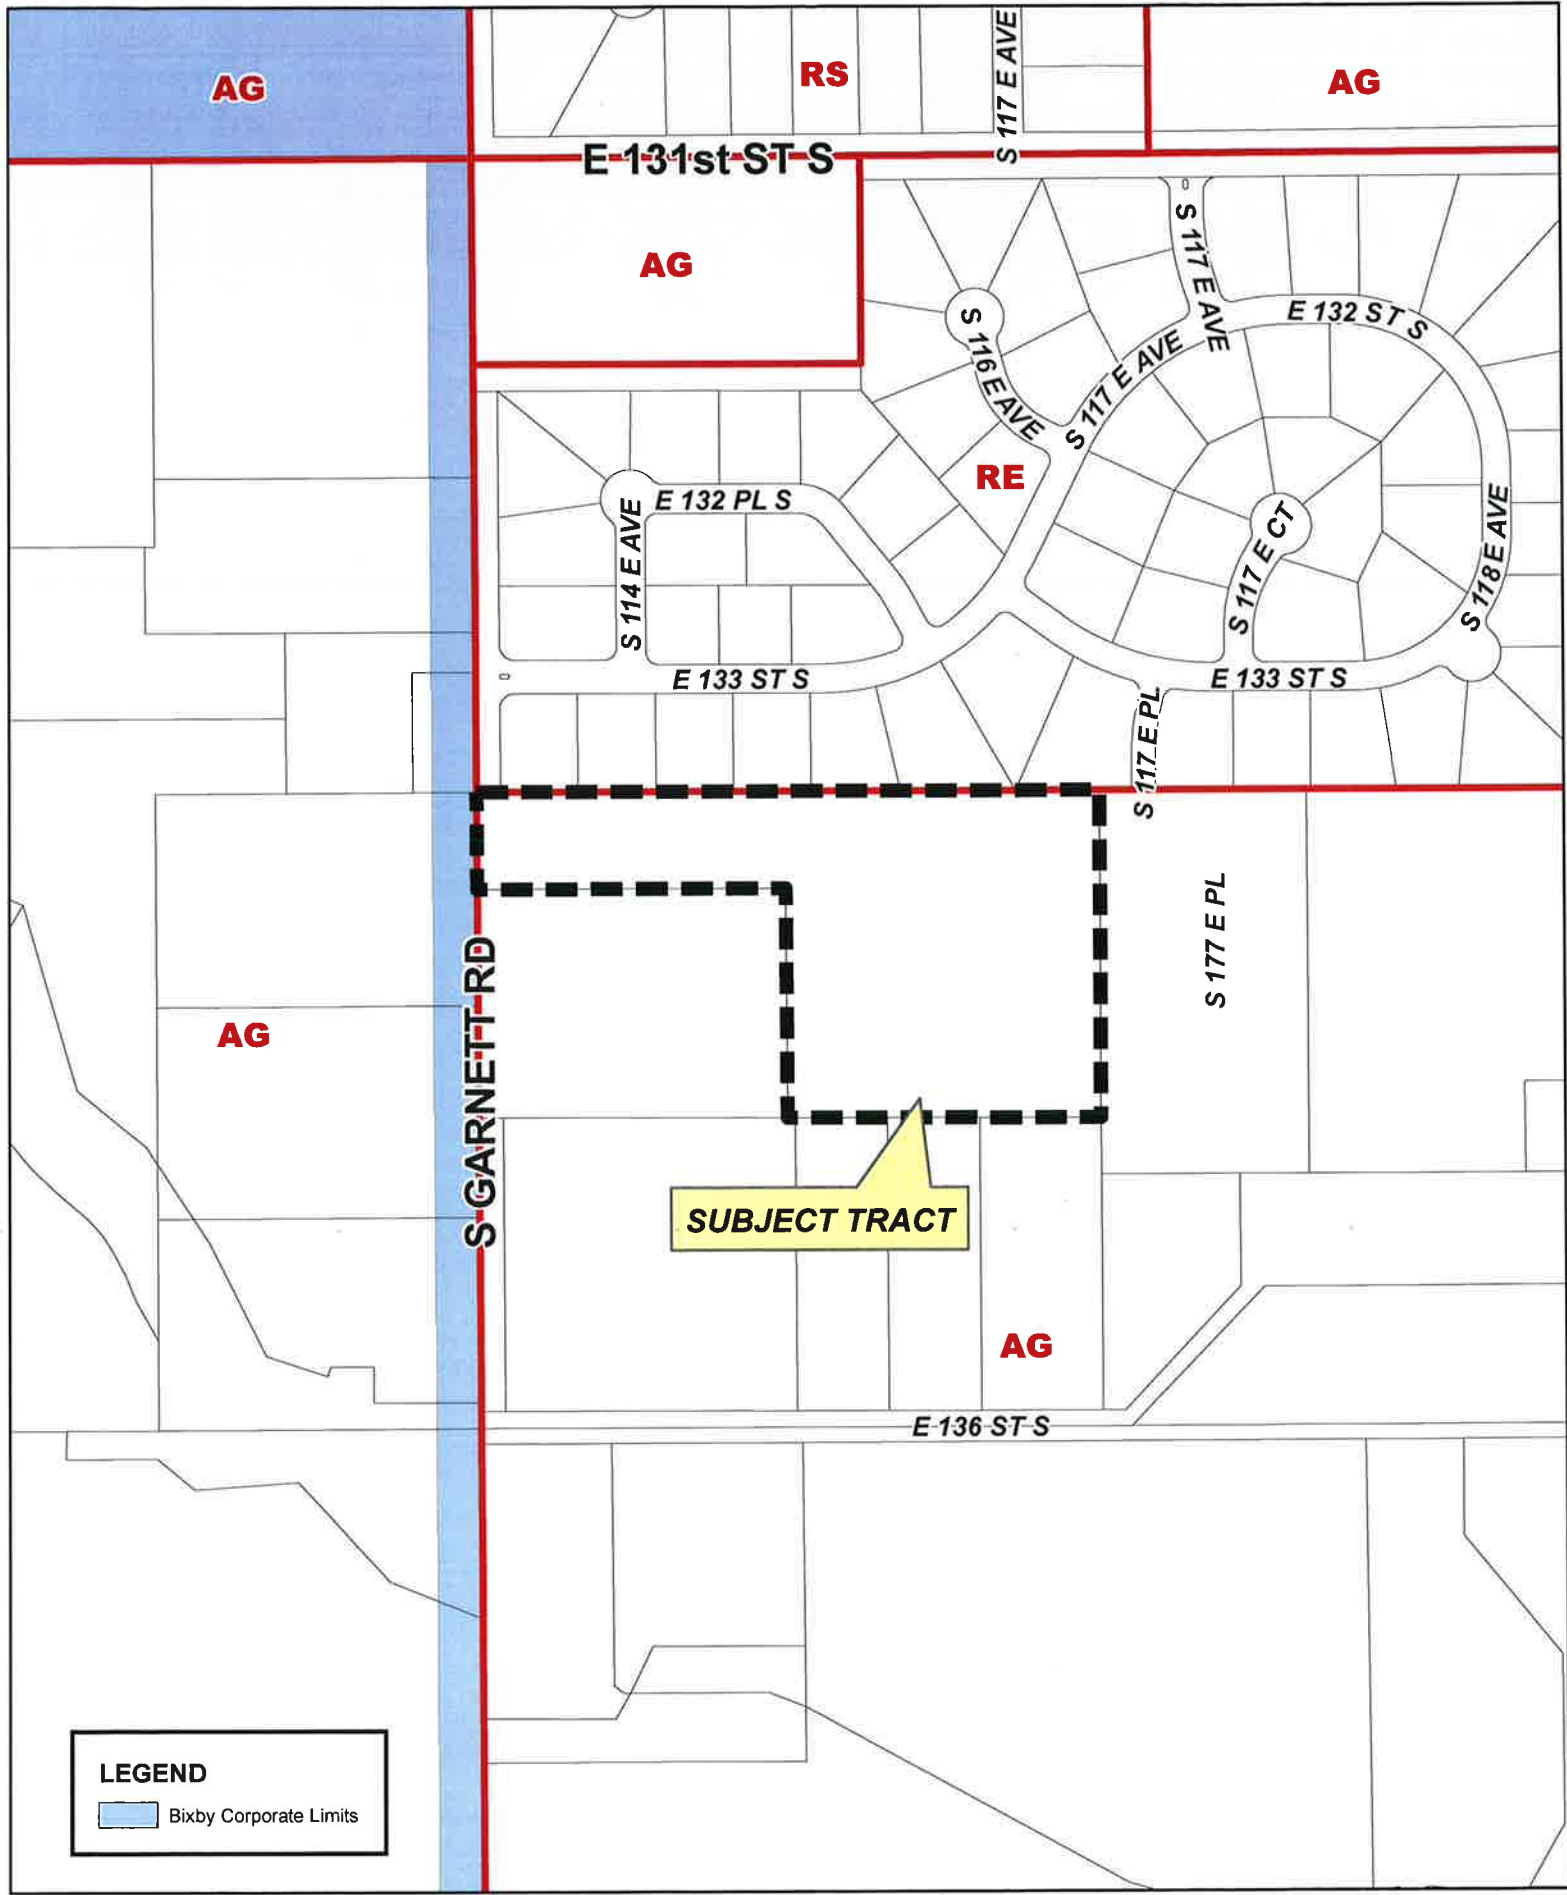 AG
RS
S 117 E AVE
AG
E 131st ST S
AG
S 117 E AVE
E 132 ST S
S 116 E AVE
S 117 E AVE
RE
E 132 PL S
S 114 E AVE
S 117 E CT
S 118 E AVE
E 133 ST S
E 133 ST S
S 117 E PL
S 177 E PL
S GARNETT RD
AG
SUBJECT TRACT
AG
E 136 ST S
LEGEND
Bixby Corporate Limits